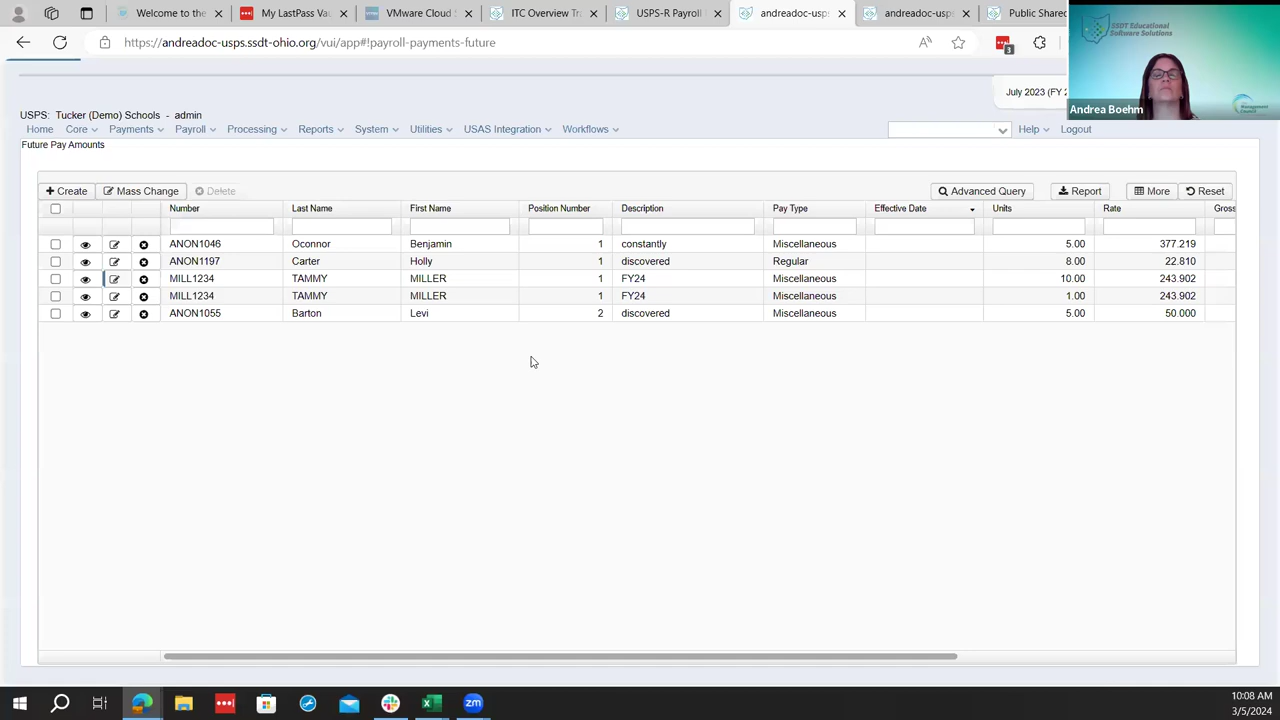 Welcome to the
My LastPass Vau
VMware Cloud
ITC Overview Tra
USPS-R Payroll
andreadoc-usps
andreadoc-usp
Public Shared
https://andreadoc-usps.ssdt-ohio.org/vui/app#!payroll-payments-future
3
SSDT Educational
Software Solutions
Andrea Boehm
July 2023 (FY 2
USPS: Tucker (Demo) Schools - admin
Home Core Payments Payroll Processing Reports System Utilities USAS Integration Workflows Help Logout
Future Pay Amounts
Create Mass Change Delete Advanced Query Report More Reset
Number Last Name First Name Position Number Description Pay Type Effective Date Units Rate Gross
ANON1046 Oconnor Benjamin 1 constantly Miscellaneous 5.00 377.219
ANON1197 Carter Holly 1 discovered Regular 8.00 22.810
MILL1234 TAMMY MILLER 1 FY24 Miscellaneous 10.00 243.902
MILL1234 TAMMY MILLER 1 FY24 Miscellaneous 1.00 243.902
ANON1055 Barton Levi 2 discovered Miscellaneous 5.00 50.000
10:08 AM
3/5/2024